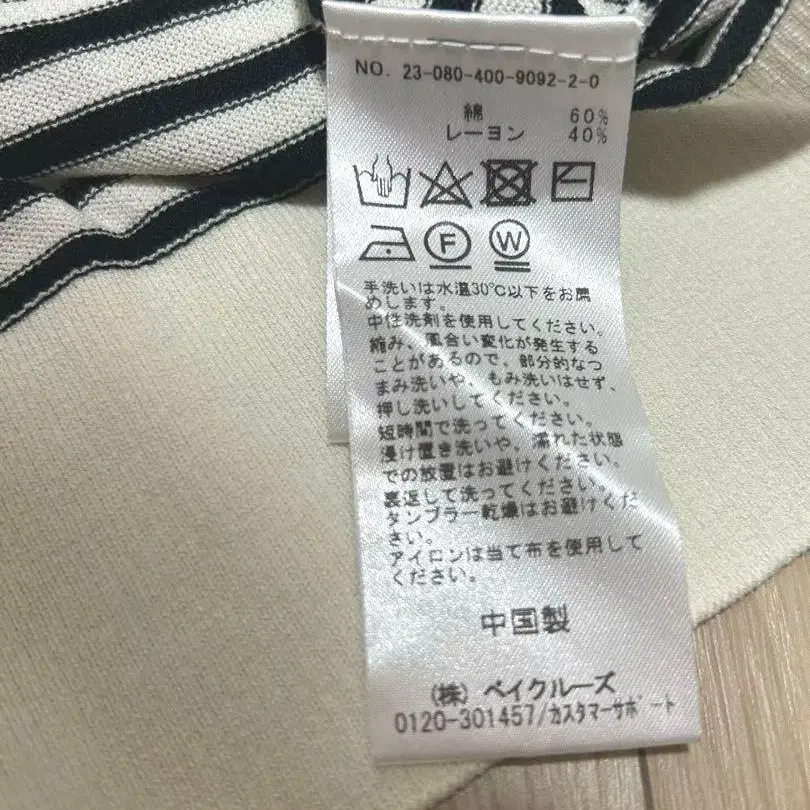 NO. 23-080-400-9092-2-0
綿 60%
レーヨン 40%
F W
手洗いは水温30℃以下をお薦
めします。
中性洗剤を使用してください。
縮み、風合い変化が発生する
ことがあるので、部分的なつ
まみ洗いや、もみ洗いはせず、
押し洗いしてください。
短時間で洗ってください。
浸け置き洗いや、濡れた状態
での放置はお避けください。
裏返して洗ってください。
タンブラー乾燥はお避けくだ
さい。
アイロンは当て布を使用して
ください。
中国製
(株) ベイクルーズ
0120-301457/カスタマーサポート